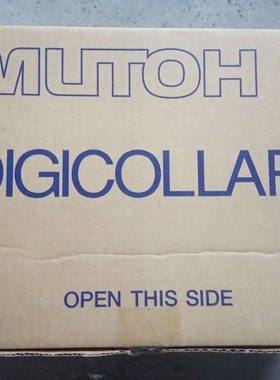 MUTOH
DIGICOLLAR
OPEN THIS SIDE